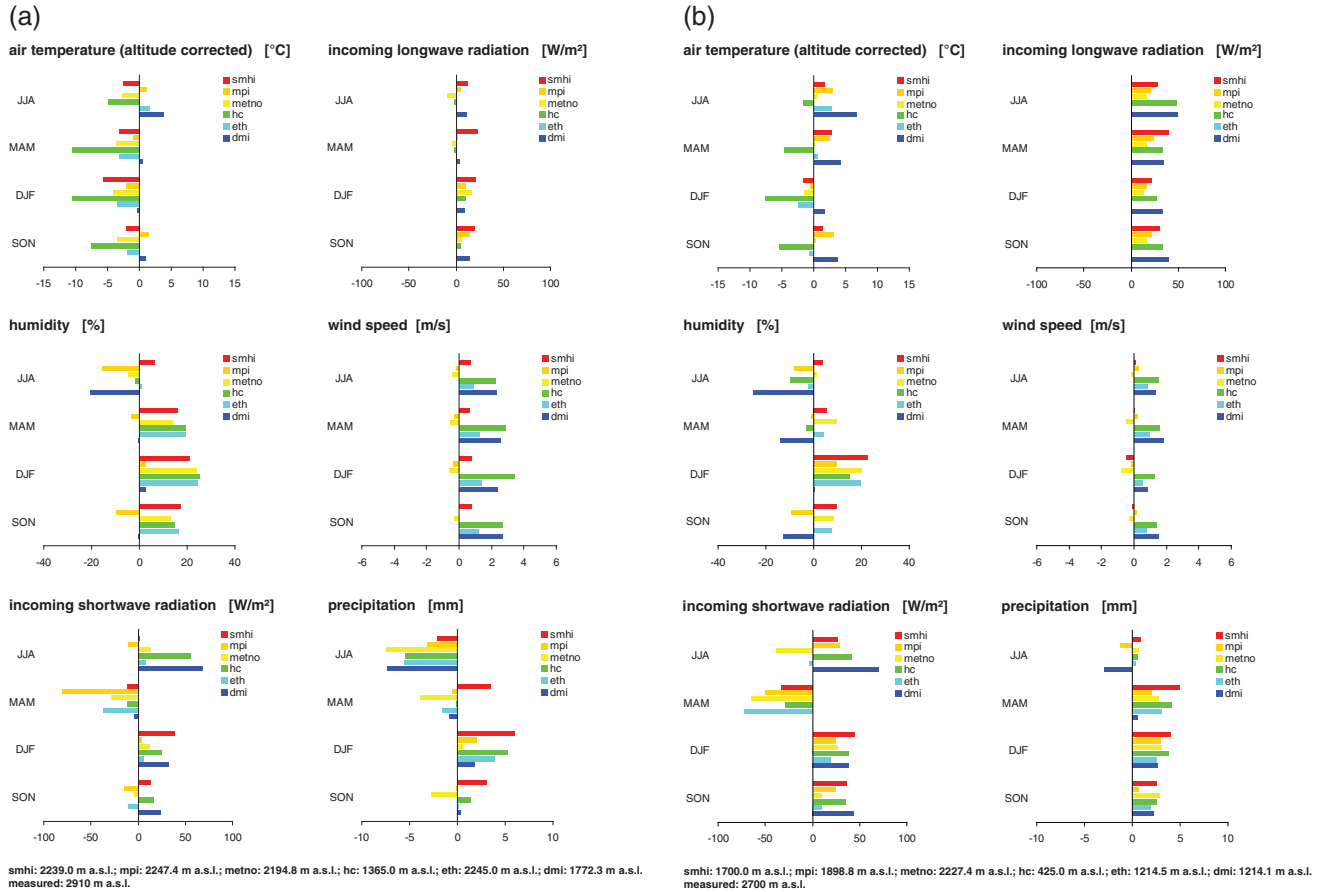 (a)
air temperature (altitude corrected) [°C]
smhi
mpi
metno
hc
eth
dmi
JJA
MAM
DJF
SON
-15 -10 -5 0 5 10 15
incoming longwave radiation [W/m²]
smhi
mpi
metno
hc
eth
dmi
JJA
MAM
DJF
SON
-100 -50 0 50 100
humidity [%]
smhi
mpi
metno
hc
eth
dmi
JJA
MAM
DJF
SON
-40 -20 0 20 40
wind speed [m/s]
smhi
mpi
metno
hc
eth
dmi
JJA
MAM
DJF
SON
-6 -4 -2 0 2 4 6
incoming shortwave radiation [W/m²]
smhi
mpi
metno
hc
eth
dmi
JJA
MAM
DJF
SON
-100 -50 0 50 100
precipitation [mm]
smhi
mpi
metno
hc
eth
dmi
JJA
MAM
DJF
SON
-10 -5 0 5 10
smhi: 2239.0 m a.s.l.; mpi: 2247.4 m a.s.l.; metno: 2194.8 m a.s.l.; hc: 1365.0 m a.s.l.; eth: 2245.0 m a.s.l.; dmi: 1772.3 m a.s.l.
measured: 2910 m a.s.l.
(b)
air temperature (altitude corrected) [°C]
smhi
mpi
metno
hc
eth
dmi
JJA
MAM
DJF
SON
-15 -10 -5 0 5 10 15
incoming longwave radiation [W/m²]
smhi
mpi
metno
hc
eth
dmi
JJA
MAM
DJF
SON
-100 -50 0 50 100
humidity [%]
smhi
mpi
metno
hc
eth
dmi
JJA
MAM
DJF
SON
-40 -20 0 20 40
wind speed [m/s]
smhi
mpi
metno
hc
eth
dmi
JJA
MAM
DJF
SON
-6 -4 -2 0 2 4 6
incoming shortwave radiation [W/m²]
smhi
mpi
metno
hc
eth
dmi
JJA
MAM
DJF
SON
-100 -50 0 50 100
precipitation [mm]
smhi
mpi
metno
hc
eth
dmi
JJA
MAM
DJF
SON
-10 -5 0 5 10
smhi: 1700.0 m a.s.l.; mpi: 1898.8 m a.s.l.; metno: 2227.4 m a.s.l.; hc: 425.0 m a.s.l.; eth: 1214.5 m a.s.l.; dmi: 1214.1 m a.s.l.
measured: 2700 m a.s.l.